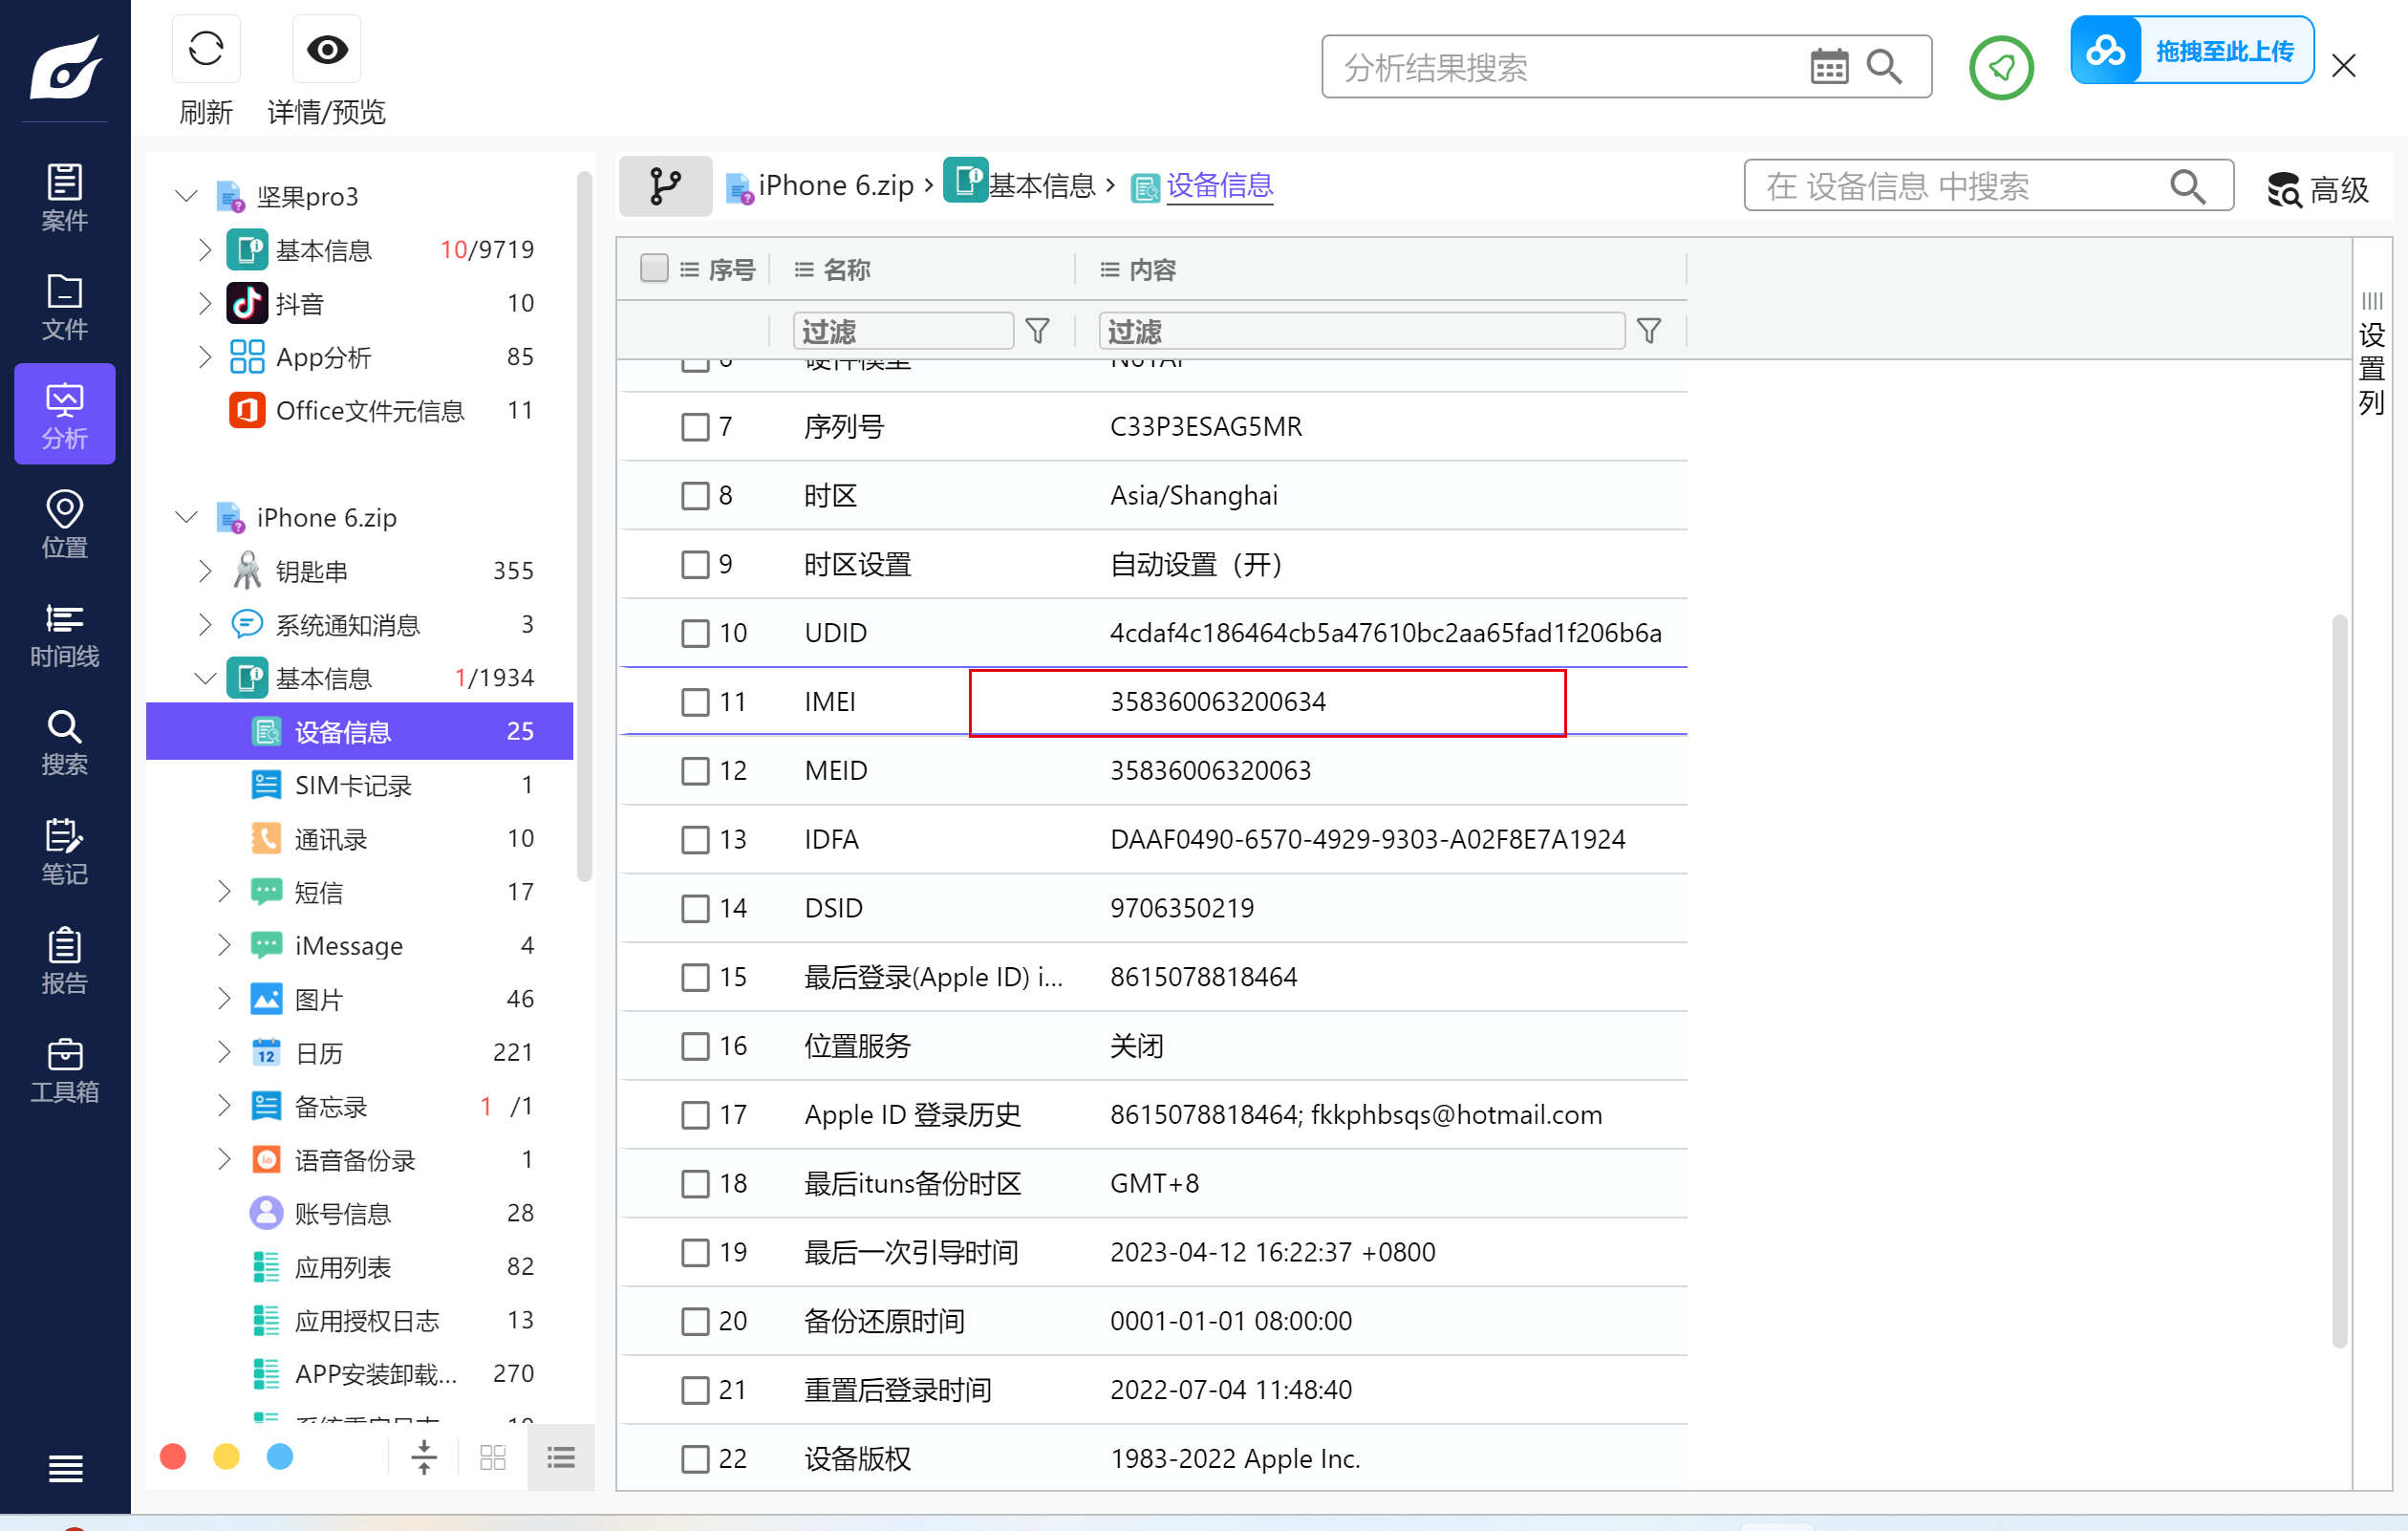 刷新
详情/预览
分析结果搜索
拖拽至此上传
案件
文件
分析
位置
时间线
搜索
笔记
报告
工具箱
坚果pro3
基本信息 10/9719
抖音 10
App分析 85
Office文件元信息 11
iPhone 6.zip
钥匙串 355
系统通知消息 3
基本信息 1/1934
设备信息 25
SIM卡记录 1
通讯录 10
短信 17
iMessage 4
图片 46
日历 221
备忘录 1 /1
语音备份录 1
账号信息 28
应用列表 82
应用授权日志 13
APP安装卸载... 270
iPhone 6.zip › 基本信息 › 设备信息
在 设备信息 中搜索
高级
序号 名称 内容
过滤 过滤
7 序列号 C33P3ESAG5MR
8 时区 Asia/Shanghai
9 时区设置 自动设置（开）
10 UDID 4cdaf4c186464cb5a47610bc2aa65fad1f206b6a
11 IMEI 358360063200634
12 MEID 35836006320063
13 IDFA DAAF0490-6570-4929-9303-A02F8E7A1924
14 DSID 9706350219
15 最后登录(Apple ID) i... 8615078818464
16 位置服务 关闭
17 Apple ID 登录历史 8615078818464; fkkphbsqs@hotmail.com
18 最后ituns备份时区 GMT+8
19 最后一次引导时间 2023-04-12 16:22:37 +0800
20 备份还原时间 0001-01-01 08:00:00
21 重置后登录时间 2022-07-04 11:48:40
22 设备版权 1983-2022 Apple Inc.
设置列